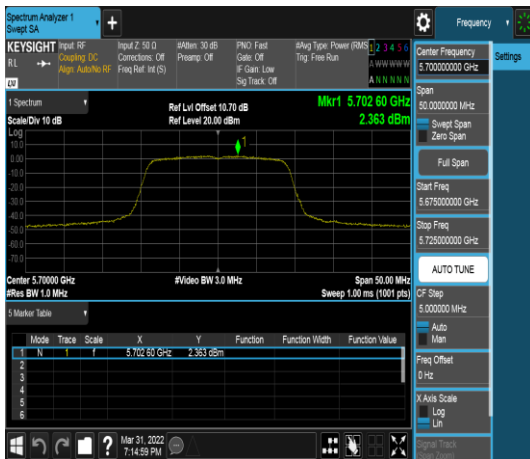 Spectrum Analyzer 1
Swept SA
Frequency
KEYSIGHT
Input: RF
Input Z: 50 Ω
#Atten: 30 dB
PNO: Fast
#Avg Type: Power (RMS)
1 2 3 4 5 6
RL
Coupling: DC
Corrections: Off
Preamp: Off
Gate: Off
Trig: Free Run
A WWWWW
Align: Auto/No RF
Freq Ref: Int (S)
IF Gain: Low
Sig Track: Off
A N N N N N
LXI
Center Frequency
5.700000000 GHz
Settings
Span
50.0000000 MHz
Swept Span
Zero Span
Full Span
Start Freq
5.675000000 GHz
Stop Freq
5.725000000 GHz
AUTO TUNE
CF Step
5.000000 MHz
Auto
Man
Freq Offset
0 Hz
X Axis Scale
Log
Lin
Signal Track
(Span Zoom)
1 Spectrum
Ref Lvl Offset 10.70 dB
Mkr1 5.702 60 GHz
Scale/Div 10 dB
Ref Level 20.00 dBm
2.363 dBm
Log
10.0
0.00
-10.0
-20.0
-30.0
-40.0
-50.0
-60.0
-70.0
1
Center 5.70000 GHz
#Video BW 3.0 MHz
Span 50.00 MHz
#Res BW 1.0 MHz
Sweep 1.00 ms (1001 pts)
5 Marker Table
Mode Trace Scale X Y Function Function Width Function Value
1 N 1 f 5.702 60 GHz 2.363 dBm
2
3
4
5
6
?
Mar 31, 2022
7:14:59 PM